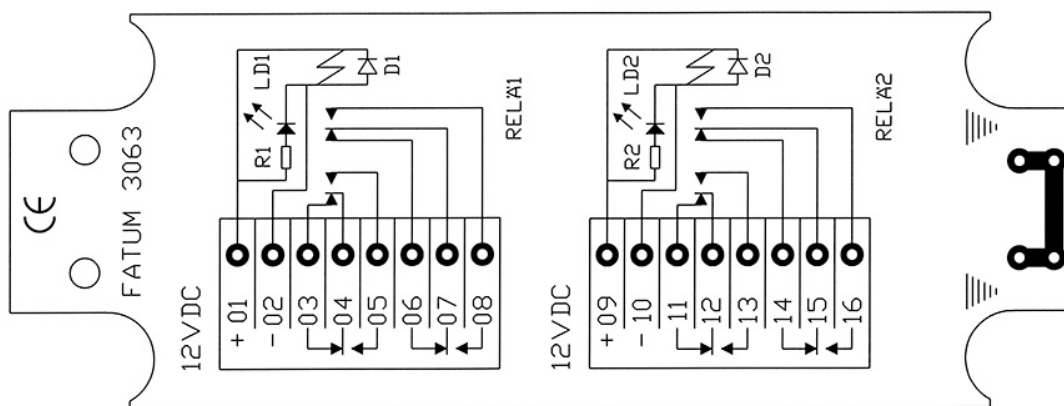 CE
FATUM 3063
LD1
D1
R1
RELÄ1
12VDC
+ 01
- 02
03
04
05
06
07
08
LD2
D2
R2
RELÄ2
12VDC
+ 09
- 10
11
12
13
14
15
16